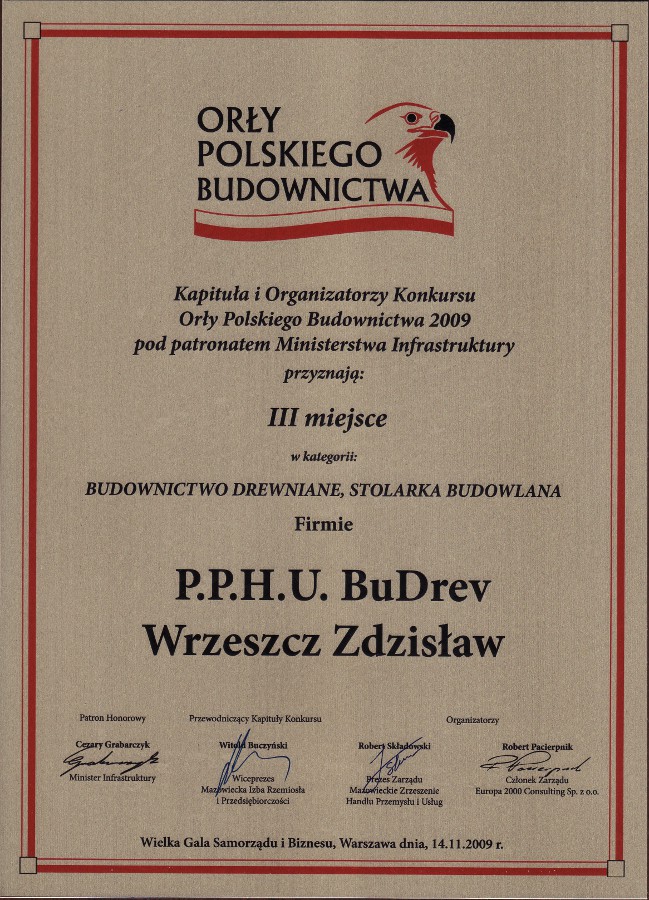 ORŁY
POLSKIEGO
BUDOWNICTWA
Kapituła i Organizatorzy Konkursu
Orły Polskiego Budownictwa 2009
pod patronatem Ministerstwa Infrastruktury
przyznają:
III miejsce
w kategorii:
BUDOWNICTWO DREWNIANE, STOLARKA BUDOWLANA
Firmie
P.P.H.U. BuDrev
Wrzeszcz Zdzisław
Patron Honorowy
Cezary Grabarczyk
Minister Infrastruktury
Przewodniczący Kapituły Konkursu
Witold Buczyński
Wiceprezes
Mazowiecka Izba Rzemiosła
i Przedsiębiorczości
Organizatorzy
Robert Składowski
Prezes Zarządu
Mazowieckie Zrzeszenie
Handlu Przemysłu i Usług
Robert Pacierpnik
Członek Zarządu
Europa 2000 Consulting Sp. z o.o.
Wielka Gala Samorządu i Biznesu, Warszawa dnia, 14.11.2009 r.